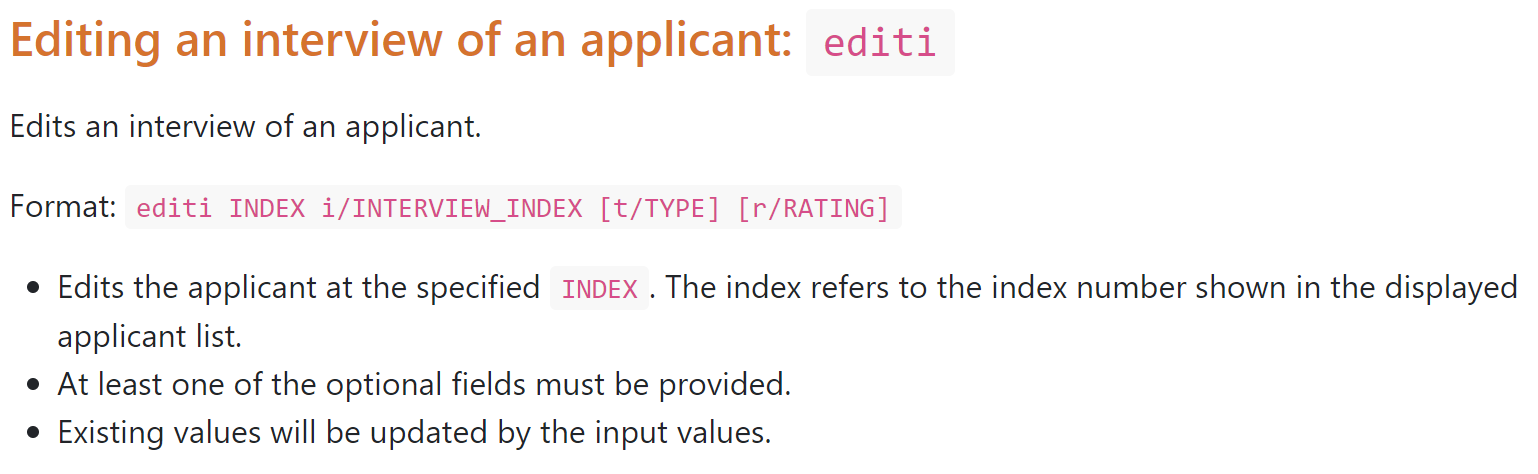 Editing an interview of an applicant: editi
Edits an interview of an applicant.
Format: editi INDEX i/INTERVIEW_INDEX [t/TYPE] [r/RATING]
• Edits the applicant at the specified INDEX. The index refers to the index number shown in the displayed
applicant list.
• At least one of the optional fields must be provided.
• Existing values will be updated by the input values.